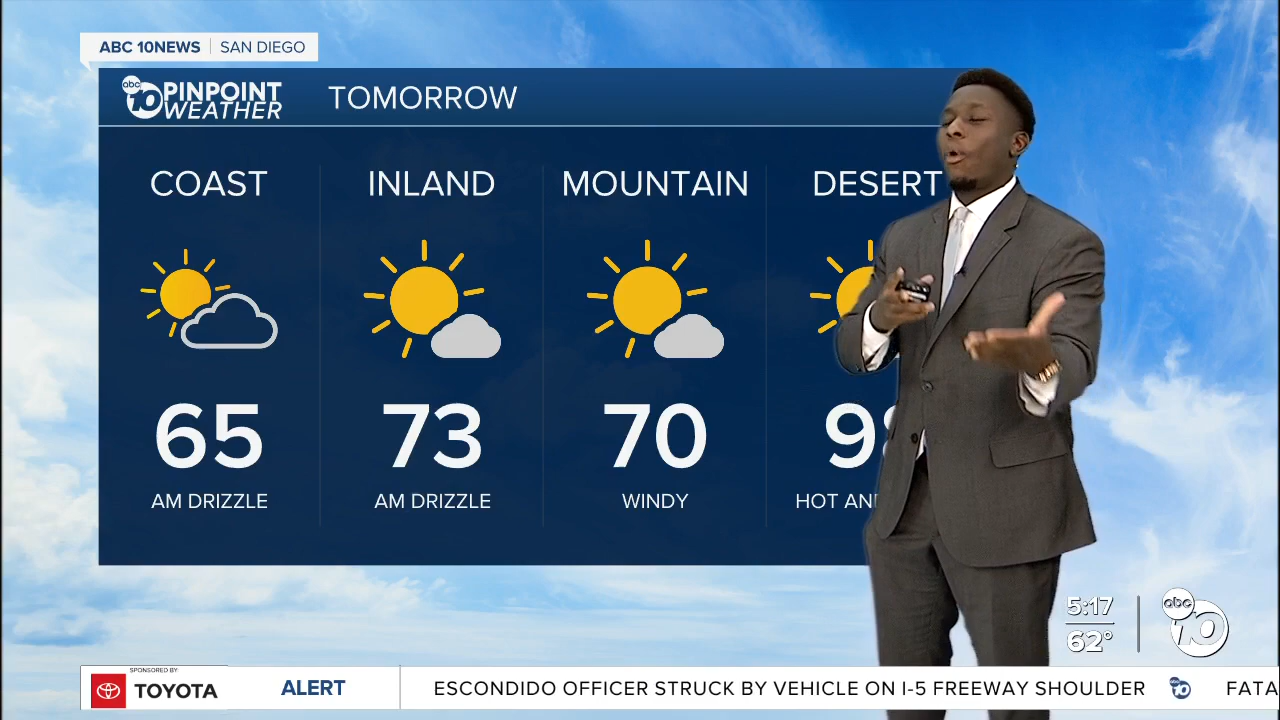 ABC 10NEWS | SAN DIEGO
abc 10 PINPOINT WEATHER
TOMORROW
COAST
INLAND
MOUNTAIN
DESERT
65
73
70
AM DRIZZLE
AM DRIZZLE
WINDY
HOT
5:17
62°
abc 10
SPONSORED BY
TOYOTA
ALERT
ESCONDIDO OFFICER STRUCK BY VEHICLE ON I-5 FREEWAY SHOULDER
abc 10